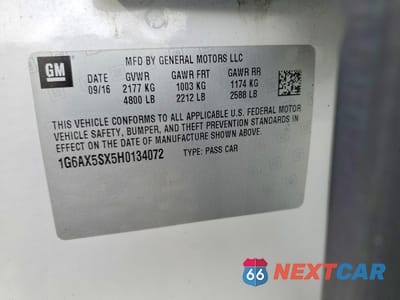 MFD BY GENERAL MOTORS LLC
GM
DATE GVWR GAWR FRT GAWR RR
09/16 2177 KG 1003 KG 1174 KG
4800 LB 2212 LB 2588 LB
THIS VEHICLE CONFORMS TO ALL APPLICABLE U.S. FEDERAL MOTOR
VEHICLE SAFETY, BUMPER, AND THEFT PREVENTION STANDARDS IN
EFFECT ON THE DATE OF MANUFACTURE SHOWN ABOVE.
1G6AX5SX5H0134072 TYPE: PASS CAR
66 NEXTCAR